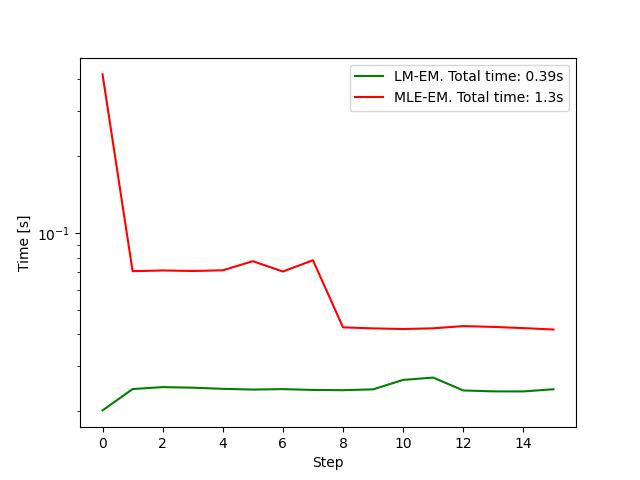 LM-EM. Total time: 0.39s
MLE-EM. Total time: 1.3s
Time [s]
10⁻¹
0 2 4 6 8 10 12 14
Step